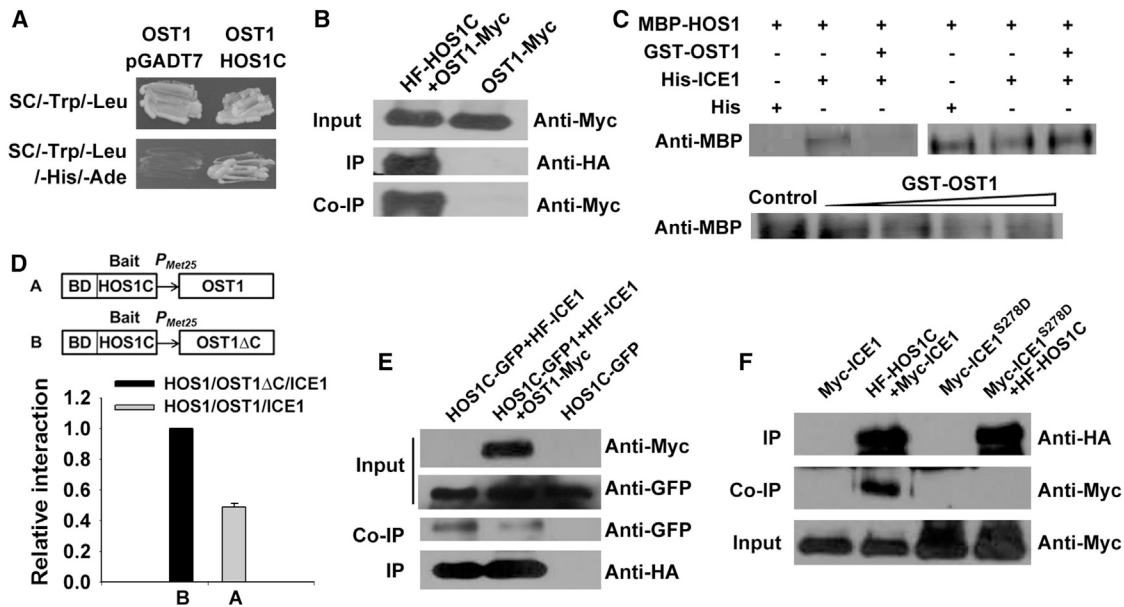 A
OST1 OST1
pGADT7 HOS1C
SC/-Trp/-Leu
SC/-Trp/-Leu
/-His/-Ade
B
HF-HOS1C
+OST1-Myc
OST1-Myc
Input Anti-Myc
IP Anti-HA
Co-IP Anti-Myc
C
MBP-HOS1 + + + + + +
GST-OST1 - - + - - +
His-ICE1 - + + - + +
His + - - + - -
Anti-MBP
GST-OST1
Control
Anti-MBP
D
Bait PMet25
A BD HOS1C OST1
Bait PMet25
B BD HOS1C OST1ΔC
HOS1/OST1ΔC/ICE1
HOS1/OST1/ICE1
Relative interaction
1.2
1.0
0.8
0.6
0.4
0.2
0.0
B A
E
HOS1C-GFP+HF-ICE1
HOS1C-GFP1+HF-ICE1
+OST1-Myc
HOS1C-GFP
Input
Anti-Myc
Anti-GFP
Co-IP Anti-GFP
IP Anti-HA
F
Myc-ICE1
HF-HOS1C
+Myc-ICE1
Myc-ICE1S278D
Myc-ICE1S278D
+HF-HOS1C
IP Anti-HA
Co-IP Anti-Myc
Input Anti-Myc